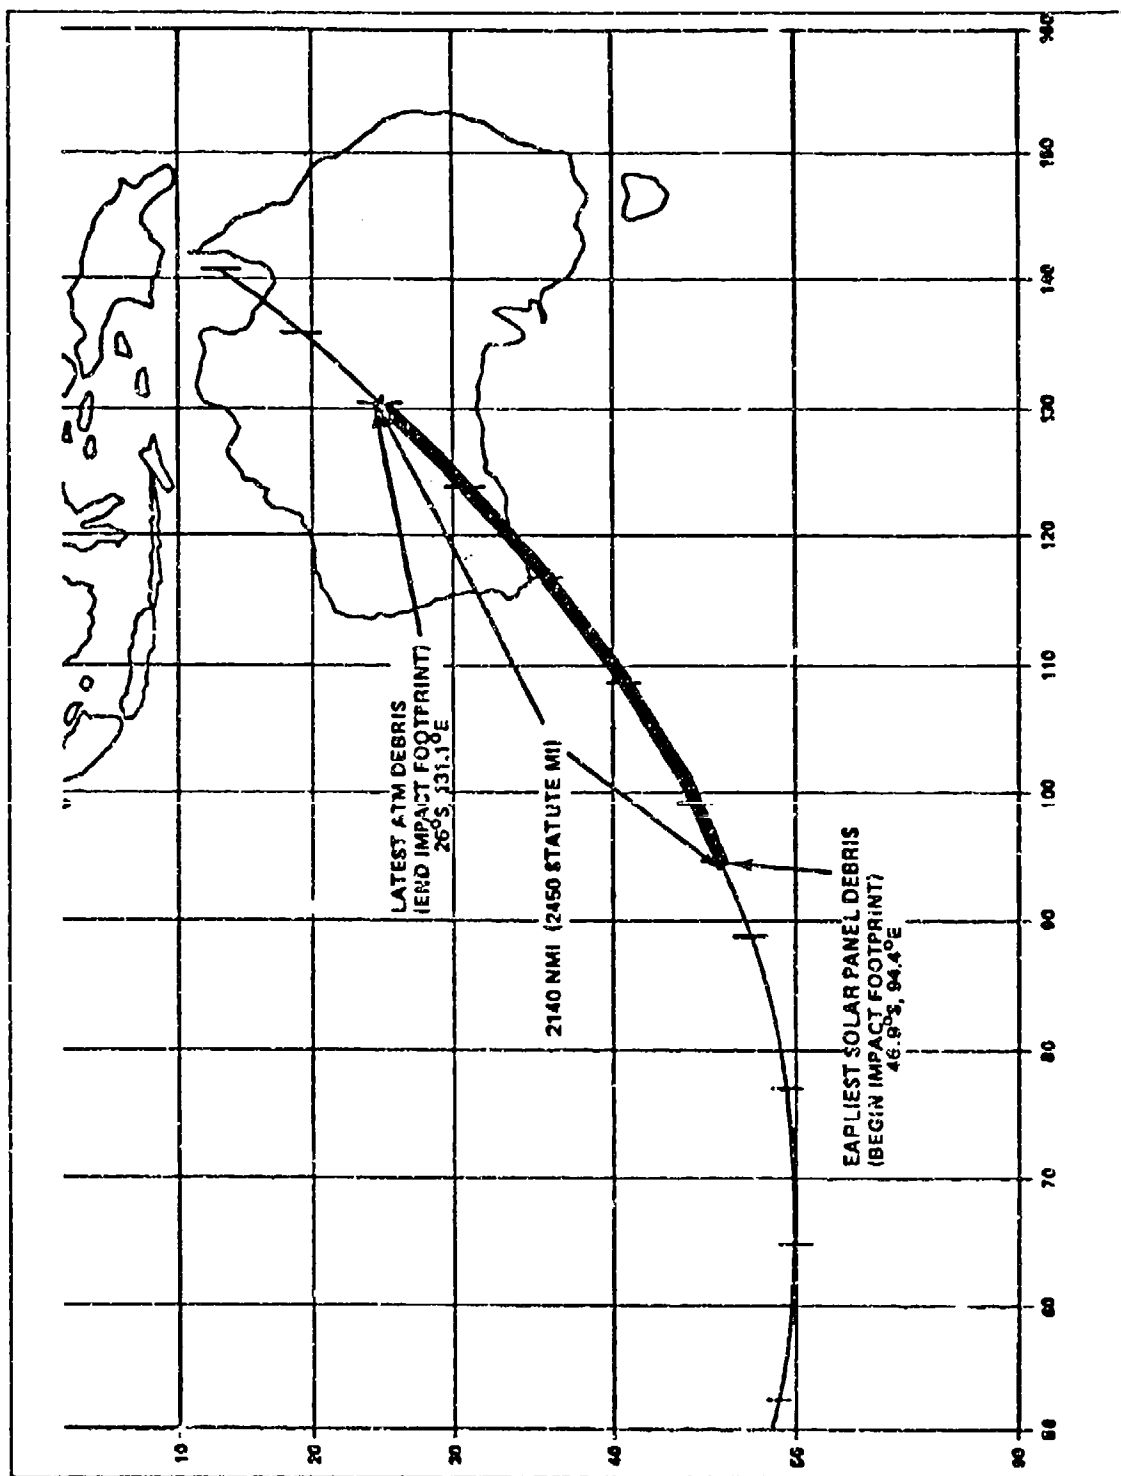 LATEST ATM DEBRIS
(END IMPACT FOOTPRINT)
26°S, 131.1°E
2140 NMI (2450 STATUTE MI)
EARLIEST SOLAR PANEL DEBRIS
(BEGIN IMPACT FOOTPRINT)
46.9°S, 94.4°E
10
20
30
40
50
60
50
60
70
80
90
100
110
120
130
140
150
160